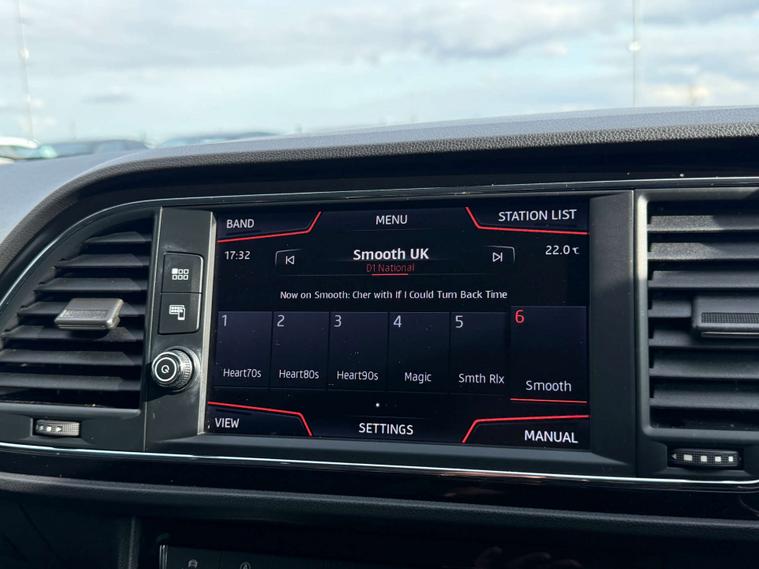 BAND MENU STATION LIST
17:32 Smooth UK 22.0°C
D1 National
Now on Smooth: Cher with If I Could Turn Back Time
1 2 3 4 5 6
Heart70s Heart80s Heart90s Magic Smth Rlx Smooth
VIEW SETTINGS MANUAL